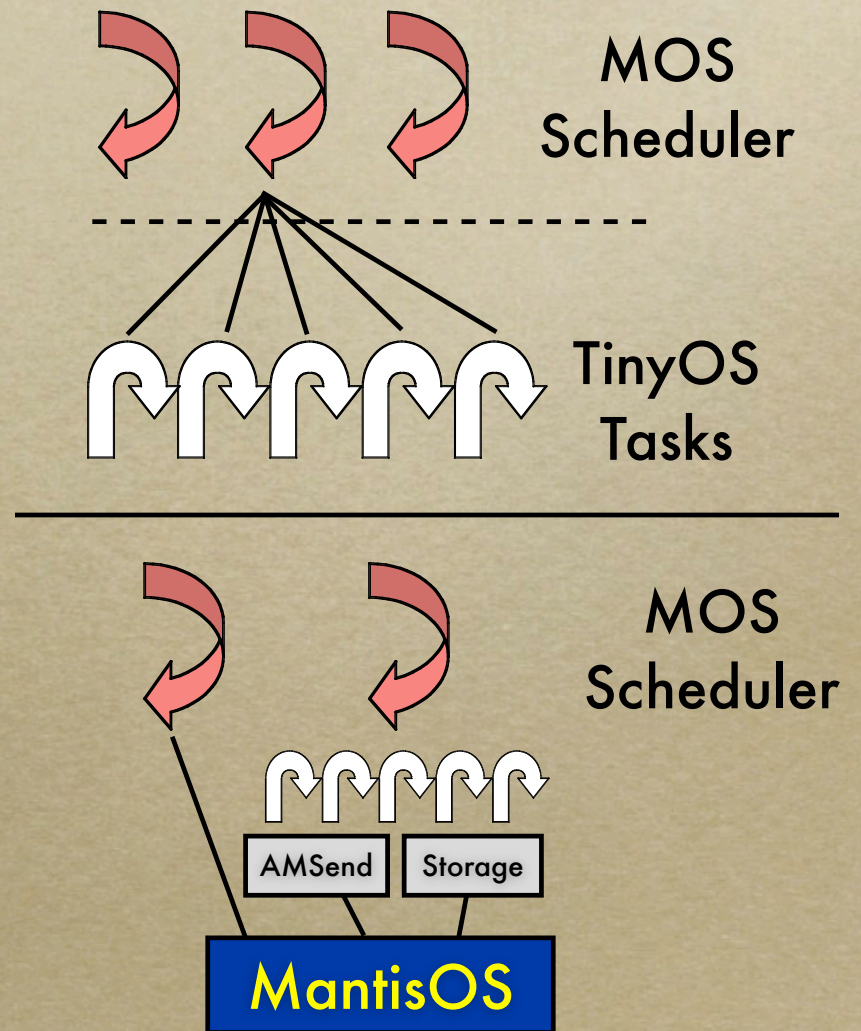 MOS
Scheduler
TinyOS
Tasks
MOS
Scheduler
AMSend
Storage
MantisOS